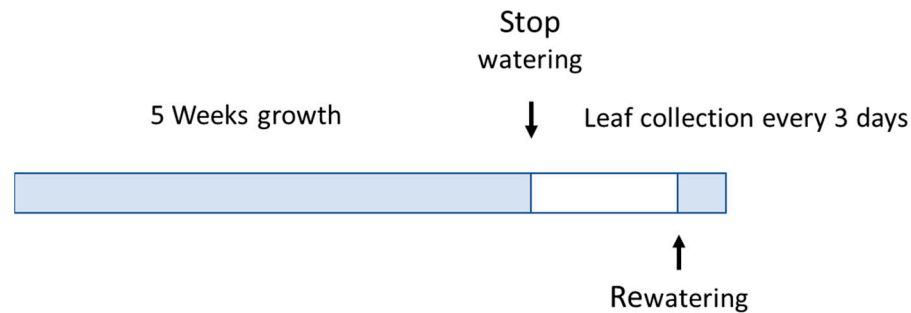 Stop
watering
5 Weeks growth
Leaf collection every 3 days
Rewatering